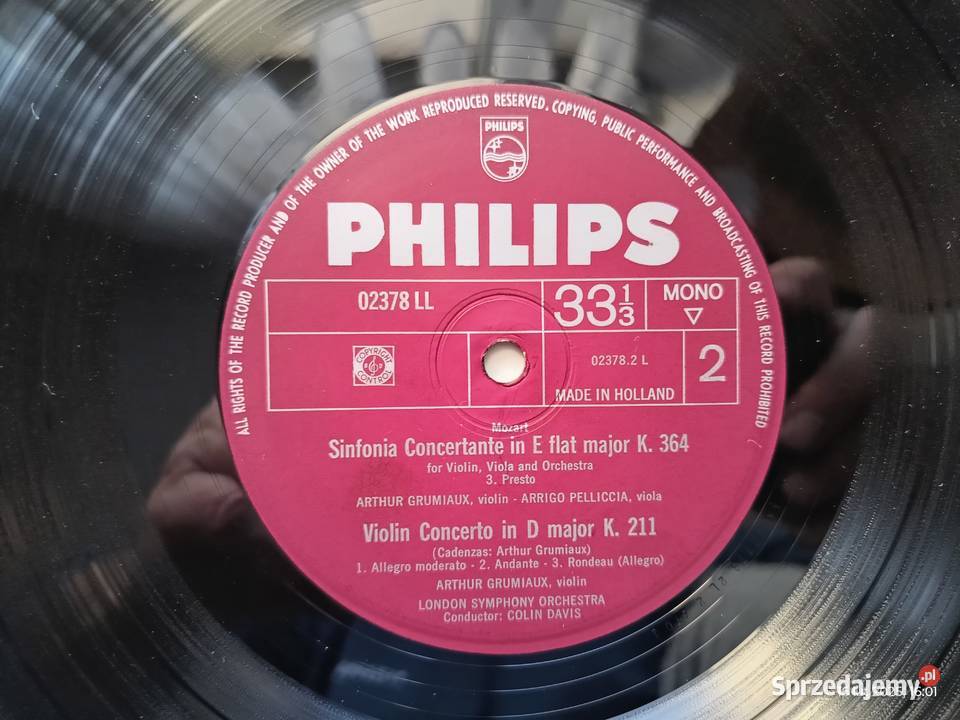 ALL RIGHTS OF THE RECORD PRODUCER AND OF THE OWNER OF THE WORK REPRODUCED RESERVED. COPYING, PUBLIC PERFORMANCE AND BROADCASTING OF THIS RECORD PROHIBITED
PHILIPS
PHILIPS
02378 LL
33 1/3
MONO
COPYRIGHT
CONTROL
02378.2 L
2
MADE IN HOLLAND
Mozart
Sinfonia Concertante in E flat major K. 364
for Violin, Viola and Orchestra
3. Presto
ARTHUR GRUMIAUX, violin - ARRIGO PELLICCIA, viola
Violin Concerto in D major K. 211
(Cadenzas: Arthur Grumiaux)
1. Allegro moderato - 2. Andante - 3. Rondeau (Allegro)
ARTHUR GRUMIAUX, violin
LONDON SYMPHONY ORCHESTRA
Conductor: COLIN DAVIS
Sprzedajemy.pl